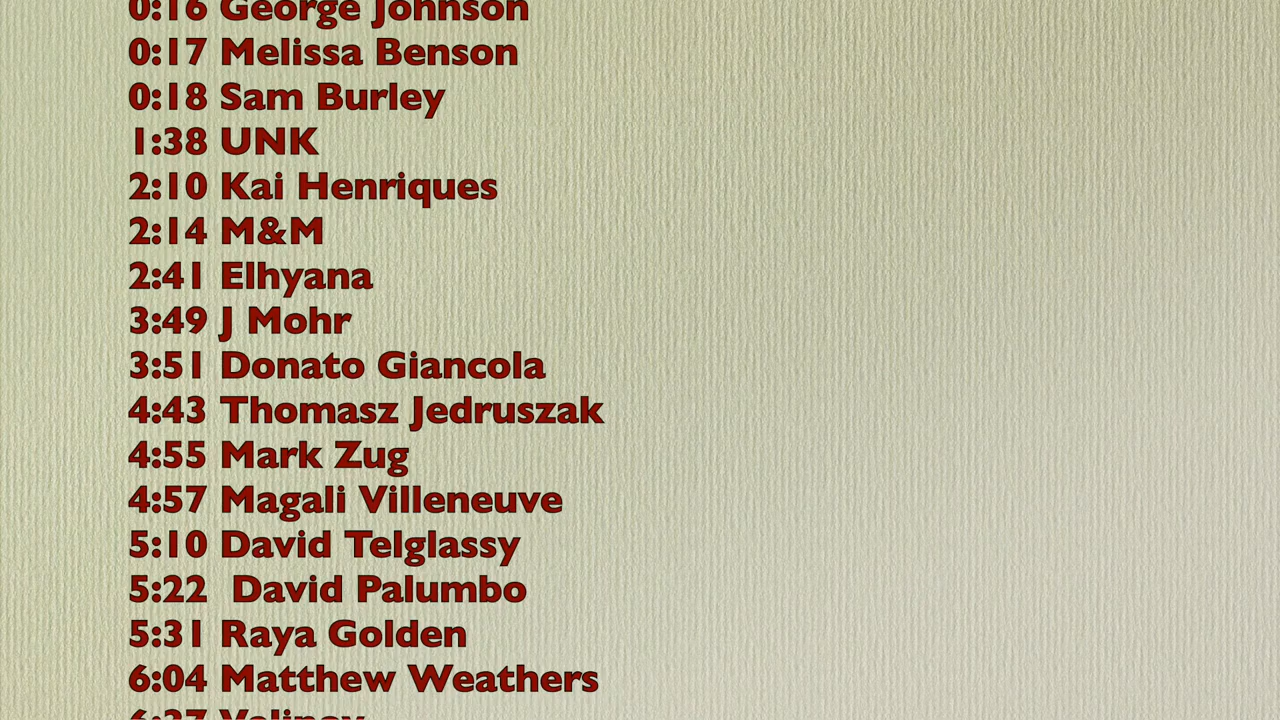 0:16 George Johnson
0:17 Melissa Benson
0:18 Sam Burley
1:38 UNK
2:10 Kai Henriques
2:14 M&M
2:41 Elhyana
3:49 J Mohr
3:51 Donato Giancola
4:43 Thomasz Jedruszak
4:55 Mark Zug
4:57 Magali Villeneuve
5:10 David Telglassy
5:22 David Palumbo
5:31 Raya Golden
6:04 Matthew Weathers